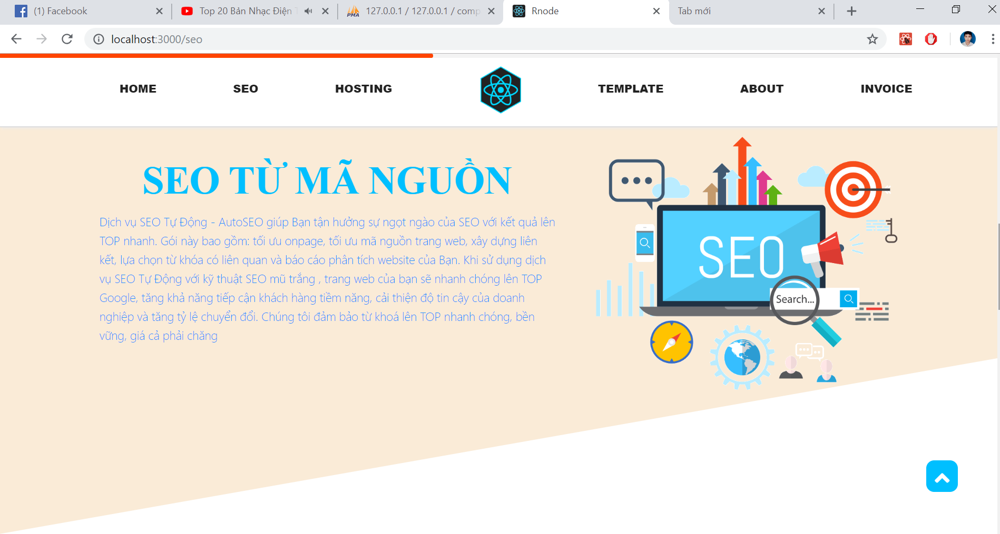 (1) Facebook
Top 20 Bản Nhạc Điện
127.0.0.1 / 127.0.0.1 / comp
Rnode
Tab mới
localhost:3000/seo
HOME
SEO
HOSTING
TEMPLATE
ABOUT
INVOICE
SEO TỪ MÃ NGUỒN
Dịch vụ SEO Tự Động - AutoSEO giúp Bạn tận hưởng sự ngọt ngào của SEO với kết quả lên
TOP nhanh. Gói này bao gồm: tối ưu onpage, tối ưu mã nguồn trang web, xây dựng liên
kết, lựa chọn từ khóa có liên quan và báo cáo phân tích website của Bạn. Khi sử dụng dịch
vụ SEO Tự Động với kỹ thuật SEO mũ trắng , trang web của bạn sẽ nhanh chóng lên TOP
Google, tăng khả năng tiếp cận khách hàng tiềm năng, cải thiện độ tin cậy của doanh
nghiệp và tăng tỷ lệ chuyển đổi. Chúng tôi đảm bảo từ khoá lên TOP nhanh chóng, bền
vững, giá cả phải chăng
SEO
Search...
PMA